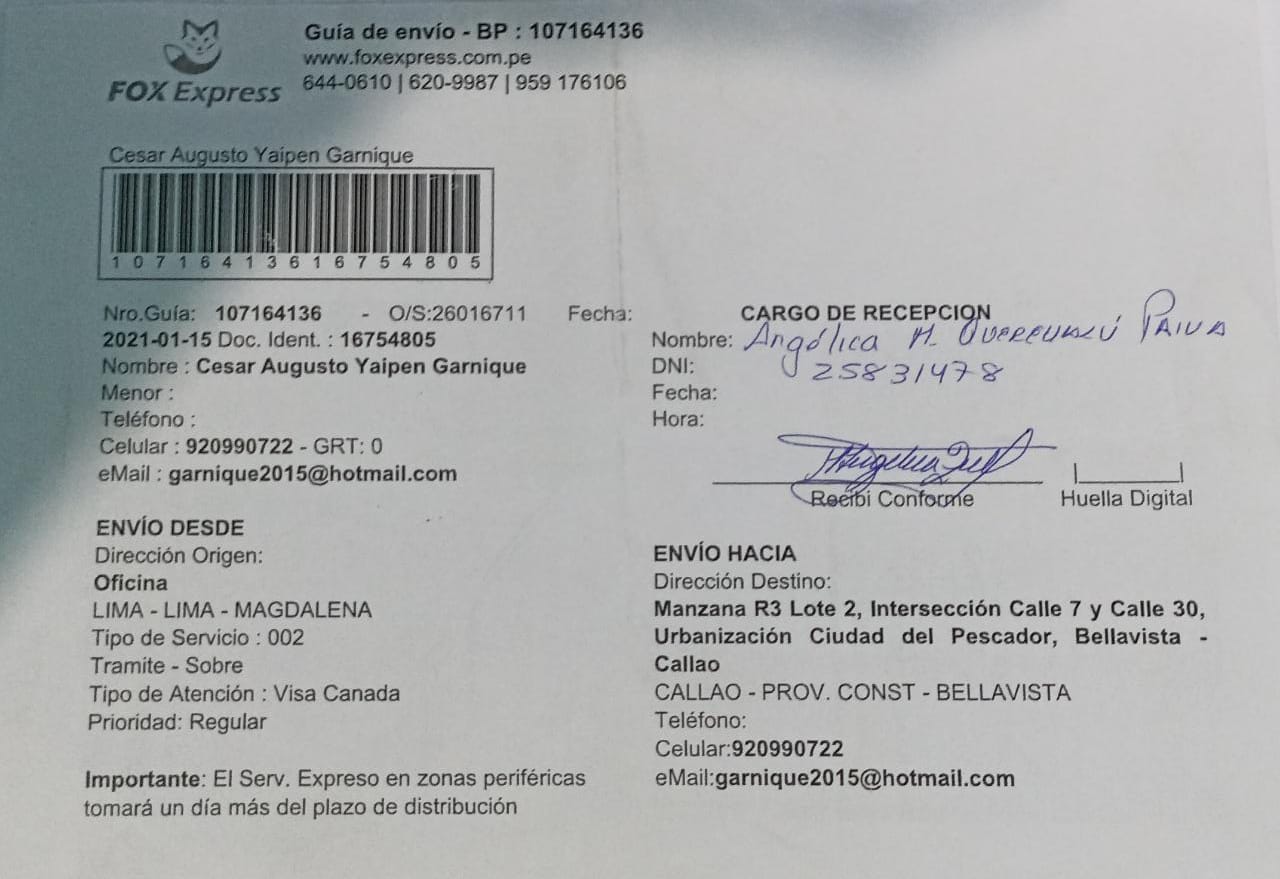 FOX Express
Guía de envío - BP : 107164136
www.foxexpress.com.pe
644-0610 | 620-9987 | 959 176106
Cesar Augusto Yaipen Garnique
10716413616754805
Nro.Guía: 107164136 - O/S:26016711 Fecha:
2021-01-15 Doc. Ident. : 16754805
Nombre : Cesar Augusto Yaipen Garnique
Menor :
Teléfono :
Celular : 920990722 - GRT: 0
eMail : garnique2015@hotmail.com
ENVÍO DESDE
Dirección Origen:
Oficina
LIMA - LIMA - MAGDALENA
Tipo de Servicio : 002
Tramite - Sobre
Tipo de Atención : Visa Canada
Prioridad: Regular
Importante: El Serv. Expreso en zonas periféricas
tomará un día más del plazo de distribución
CARGO DE RECEPCION
Nombre: Angélica M. PAIVA
DNI: 25831478
Fecha:
Hora:
Recibi Conforme
Huella Digital
ENVÍO HACIA
Dirección Destino:
Manzana R3 Lote 2, Intersección Calle 7 y Calle 30,
Urbanización Ciudad del Pescador, Bellavista -
Callao
CALLAO - PROV. CONST - BELLAVISTA
Teléfono:
Celular:920990722
eMail:garnique2015@hotmail.com